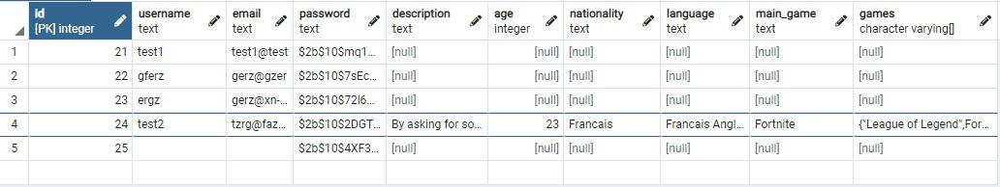 id username email password description age nationality language main_game games
[PK] integer text text text text integer text text text character varying[]
1 21 test1 test1@test $2b$10$mq1... [null] [null] [null] [null] [null] [null]
2 22 gferz gerz@gzer $2b$10$7sEc... [null] [null] [null] [null] [null] [null]
3 23 ergz gerz@xn-... $2b$10$72I6... [null] [null] [null] [null] [null] [null]
4 24 test2 tzrg@faz... $2b$10$2DGT... By asking for so... 23 Francais Francais Angl... Fortnite {"League of Legend",For...
5 25 $2b$10$4XF3... [null] [null] [null] [null] [null] [null]